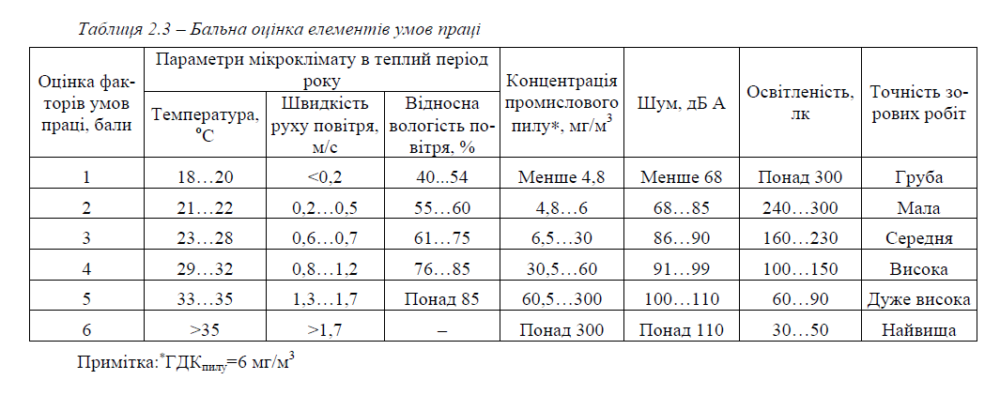 Таблиця 2.3 – Бальна оцінка елементів умов праці
Оцінка фак-
торів умов
праці, бали
Параметри мікроклімату в теплий період
року
Температура,
ºС
Швидкість
руху повітря,
м/с
Відносна
вологість по-
вітря, %
Концентрація
промислового
пилу*, мг/м³
Шум, дБ А
Освітленість,
лк
Точність зо-
рових робіт
1 18…20 <0,2 40...54 Менше 4,8 Менше 68 Понад 300 Груба
2 21…22 0,2…0,5 55…60 4,8…6 68…85 240…300 Мала
3 23…28 0,6…0,7 61…75 6,5…30 86…90 160…230 Середня
4 29…32 0,8…1,2 76…85 30,5…60 91…99 100…150 Висока
5 33…35 1,3…1,7 Понад 85 60,5…300 100…110 60…90 Дуже висока
6 >35 >1,7 – Понад 300 Понад 110 30…50 Найвища
Примітка:*ГДКпилу=6 мг/м³